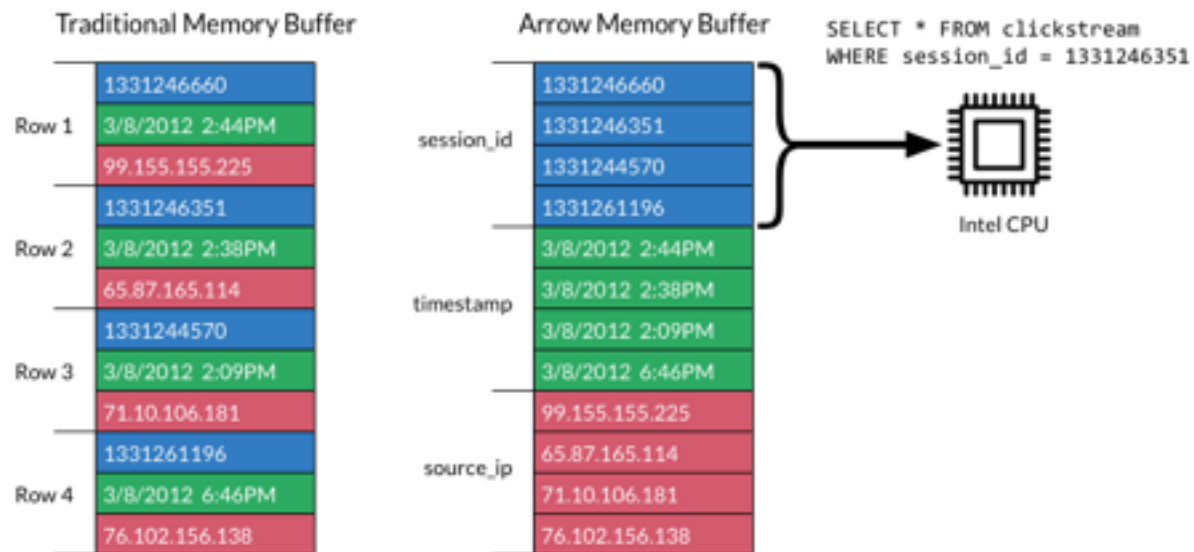 Traditional Memory Buffer
Row 1
1331246660
3/8/2012 2:44PM
99.155.155.225
Row 2
1331246351
3/8/2012 2:38PM
65.87.165.114
Row 3
1331244570
3/8/2012 2:09PM
71.10.106.181
Row 4
1331261196
3/8/2012 6:46PM
76.102.156.138
Arrow Memory Buffer
session_id
1331246660
1331246351
1331244570
1331261196
timestamp
3/8/2012 2:44PM
3/8/2012 2:38PM
3/8/2012 2:09PM
3/8/2012 6:46PM
source_ip
99.155.155.225
65.87.165.114
71.10.106.181
76.102.156.138
SELECT * FROM clickstream
WHERE session_id = 1331246351
Intel CPU